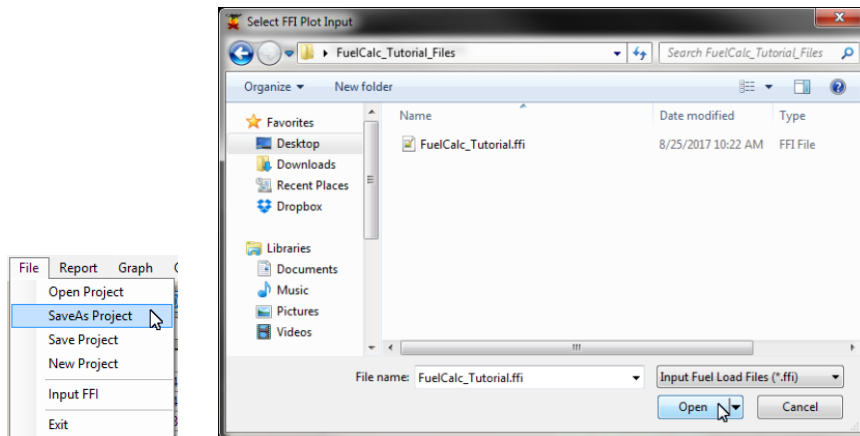 File Report Graph
Open Project
SaveAs Project
Save Project
New Project
Input FFI
Exit
Select FFI Plot Input
FuelCalc_Tutorial_Files
Search FuelCalc_Tutorial_Files
Organize
New folder
Favorites
Desktop
Downloads
Recent Places
Dropbox
Libraries
Documents
Music
Pictures
Videos
Name Date modified Type
FuelCalc_Tutorial.ffi 8/25/2017 10:22 AM FFI File
File name: FuelCalc_Tutorial.ffi
Input Fuel Load Files (*.ffi)
Open Cancel